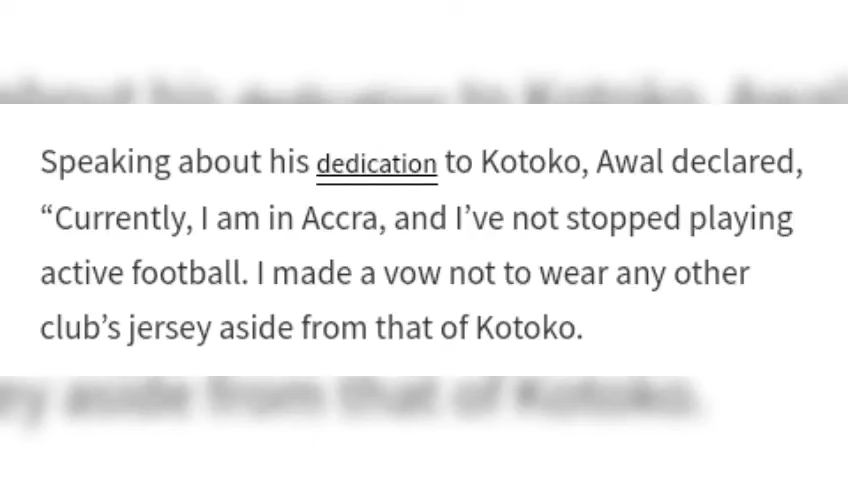 Speaking about his dedication to Kotoko, Awal declared,
“Currently, I am in Accra, and I’ve not stopped playing
active football. I made a vow not to wear any other
club’s jersey aside from that of Kotoko.